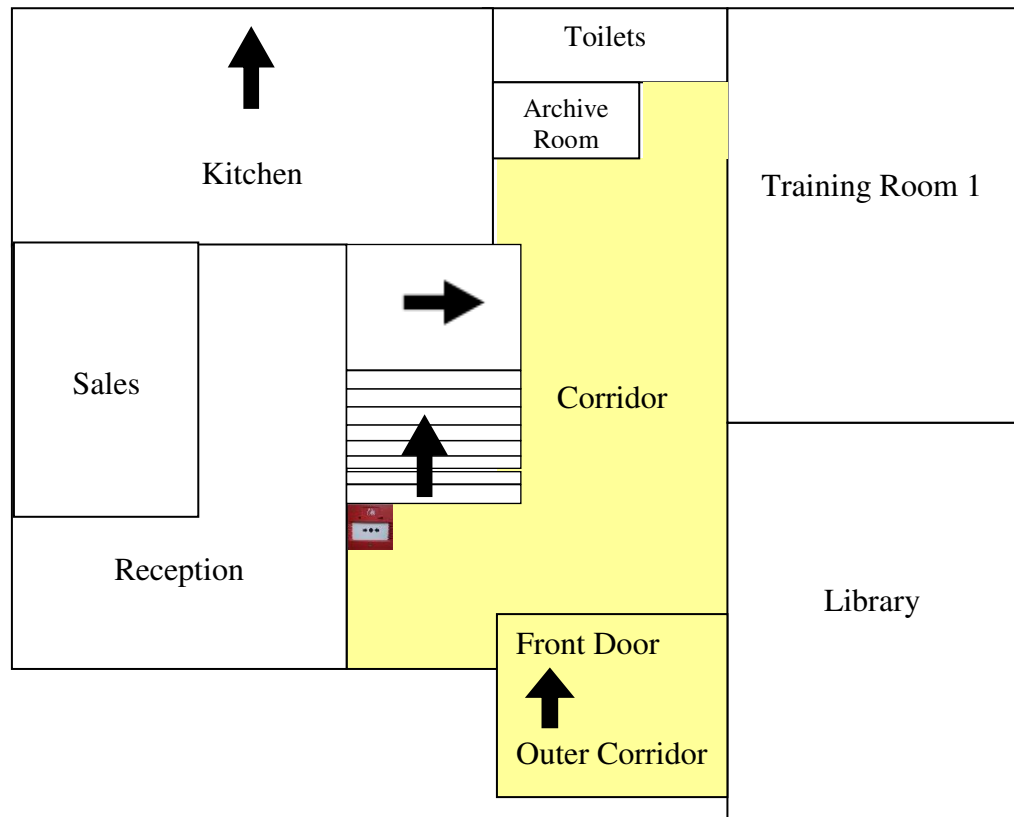 Toilets
Archive
Room
Kitchen
Training Room 1
Sales
Corridor
Reception
Library
Front Door
Outer Corridor